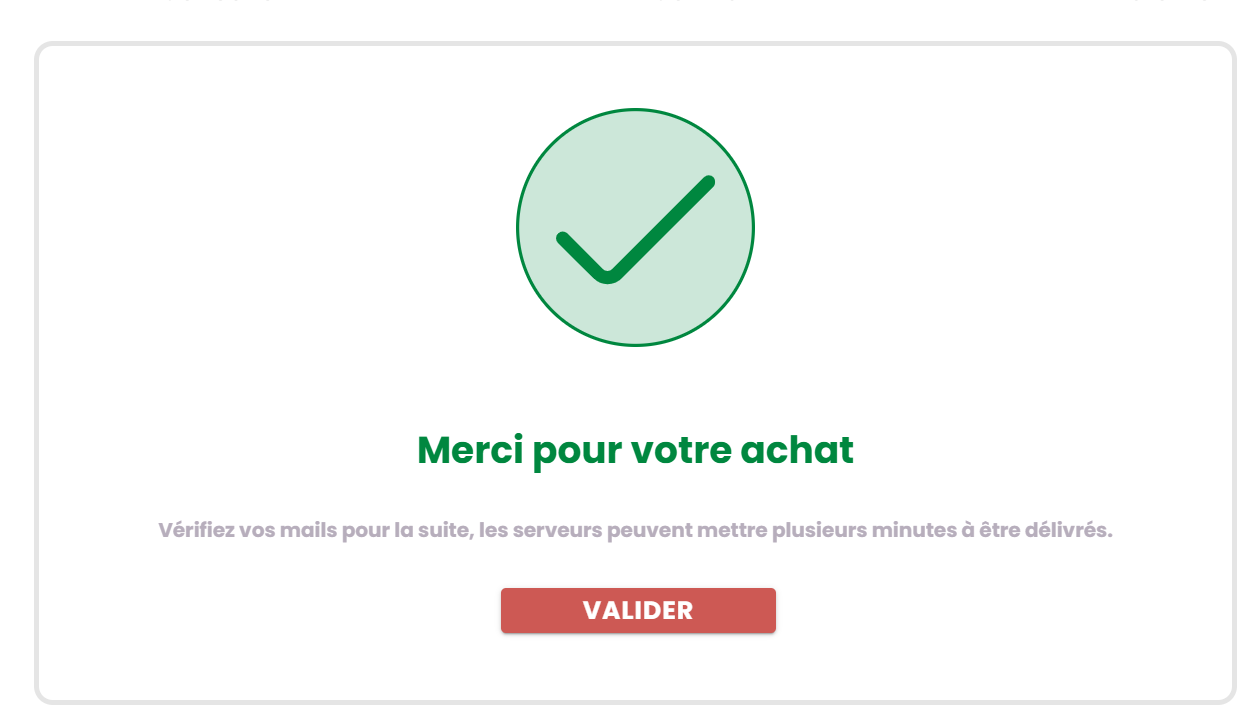 Merci pour votre achat
Vérifiez vos mails pour la suite, les serveurs peuvent mettre plusieurs minutes à être délivrés.
VALIDER